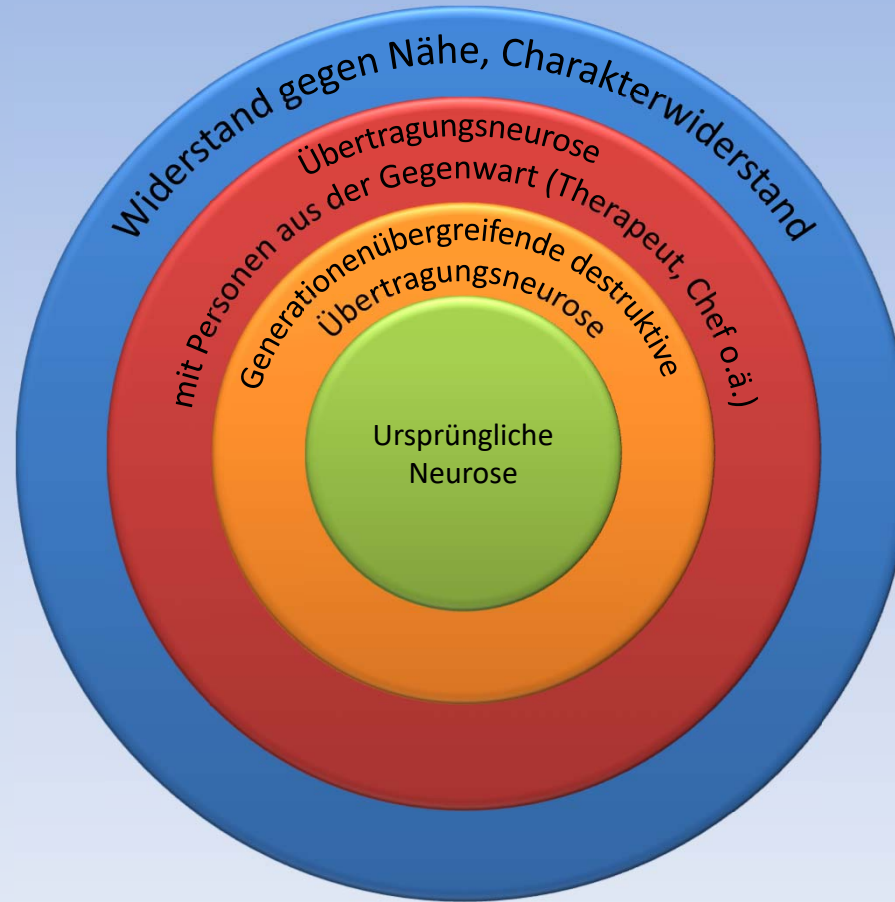 Widerstand gegen Nähe, Charakterwiderstand
Übertragungsneurose
mit Personen aus der Gegenwart (Therapeut, Chef o.ä.)
Generationenübergreifende destruktive
Übertragungsneurose
Ursprüngliche
Neurose